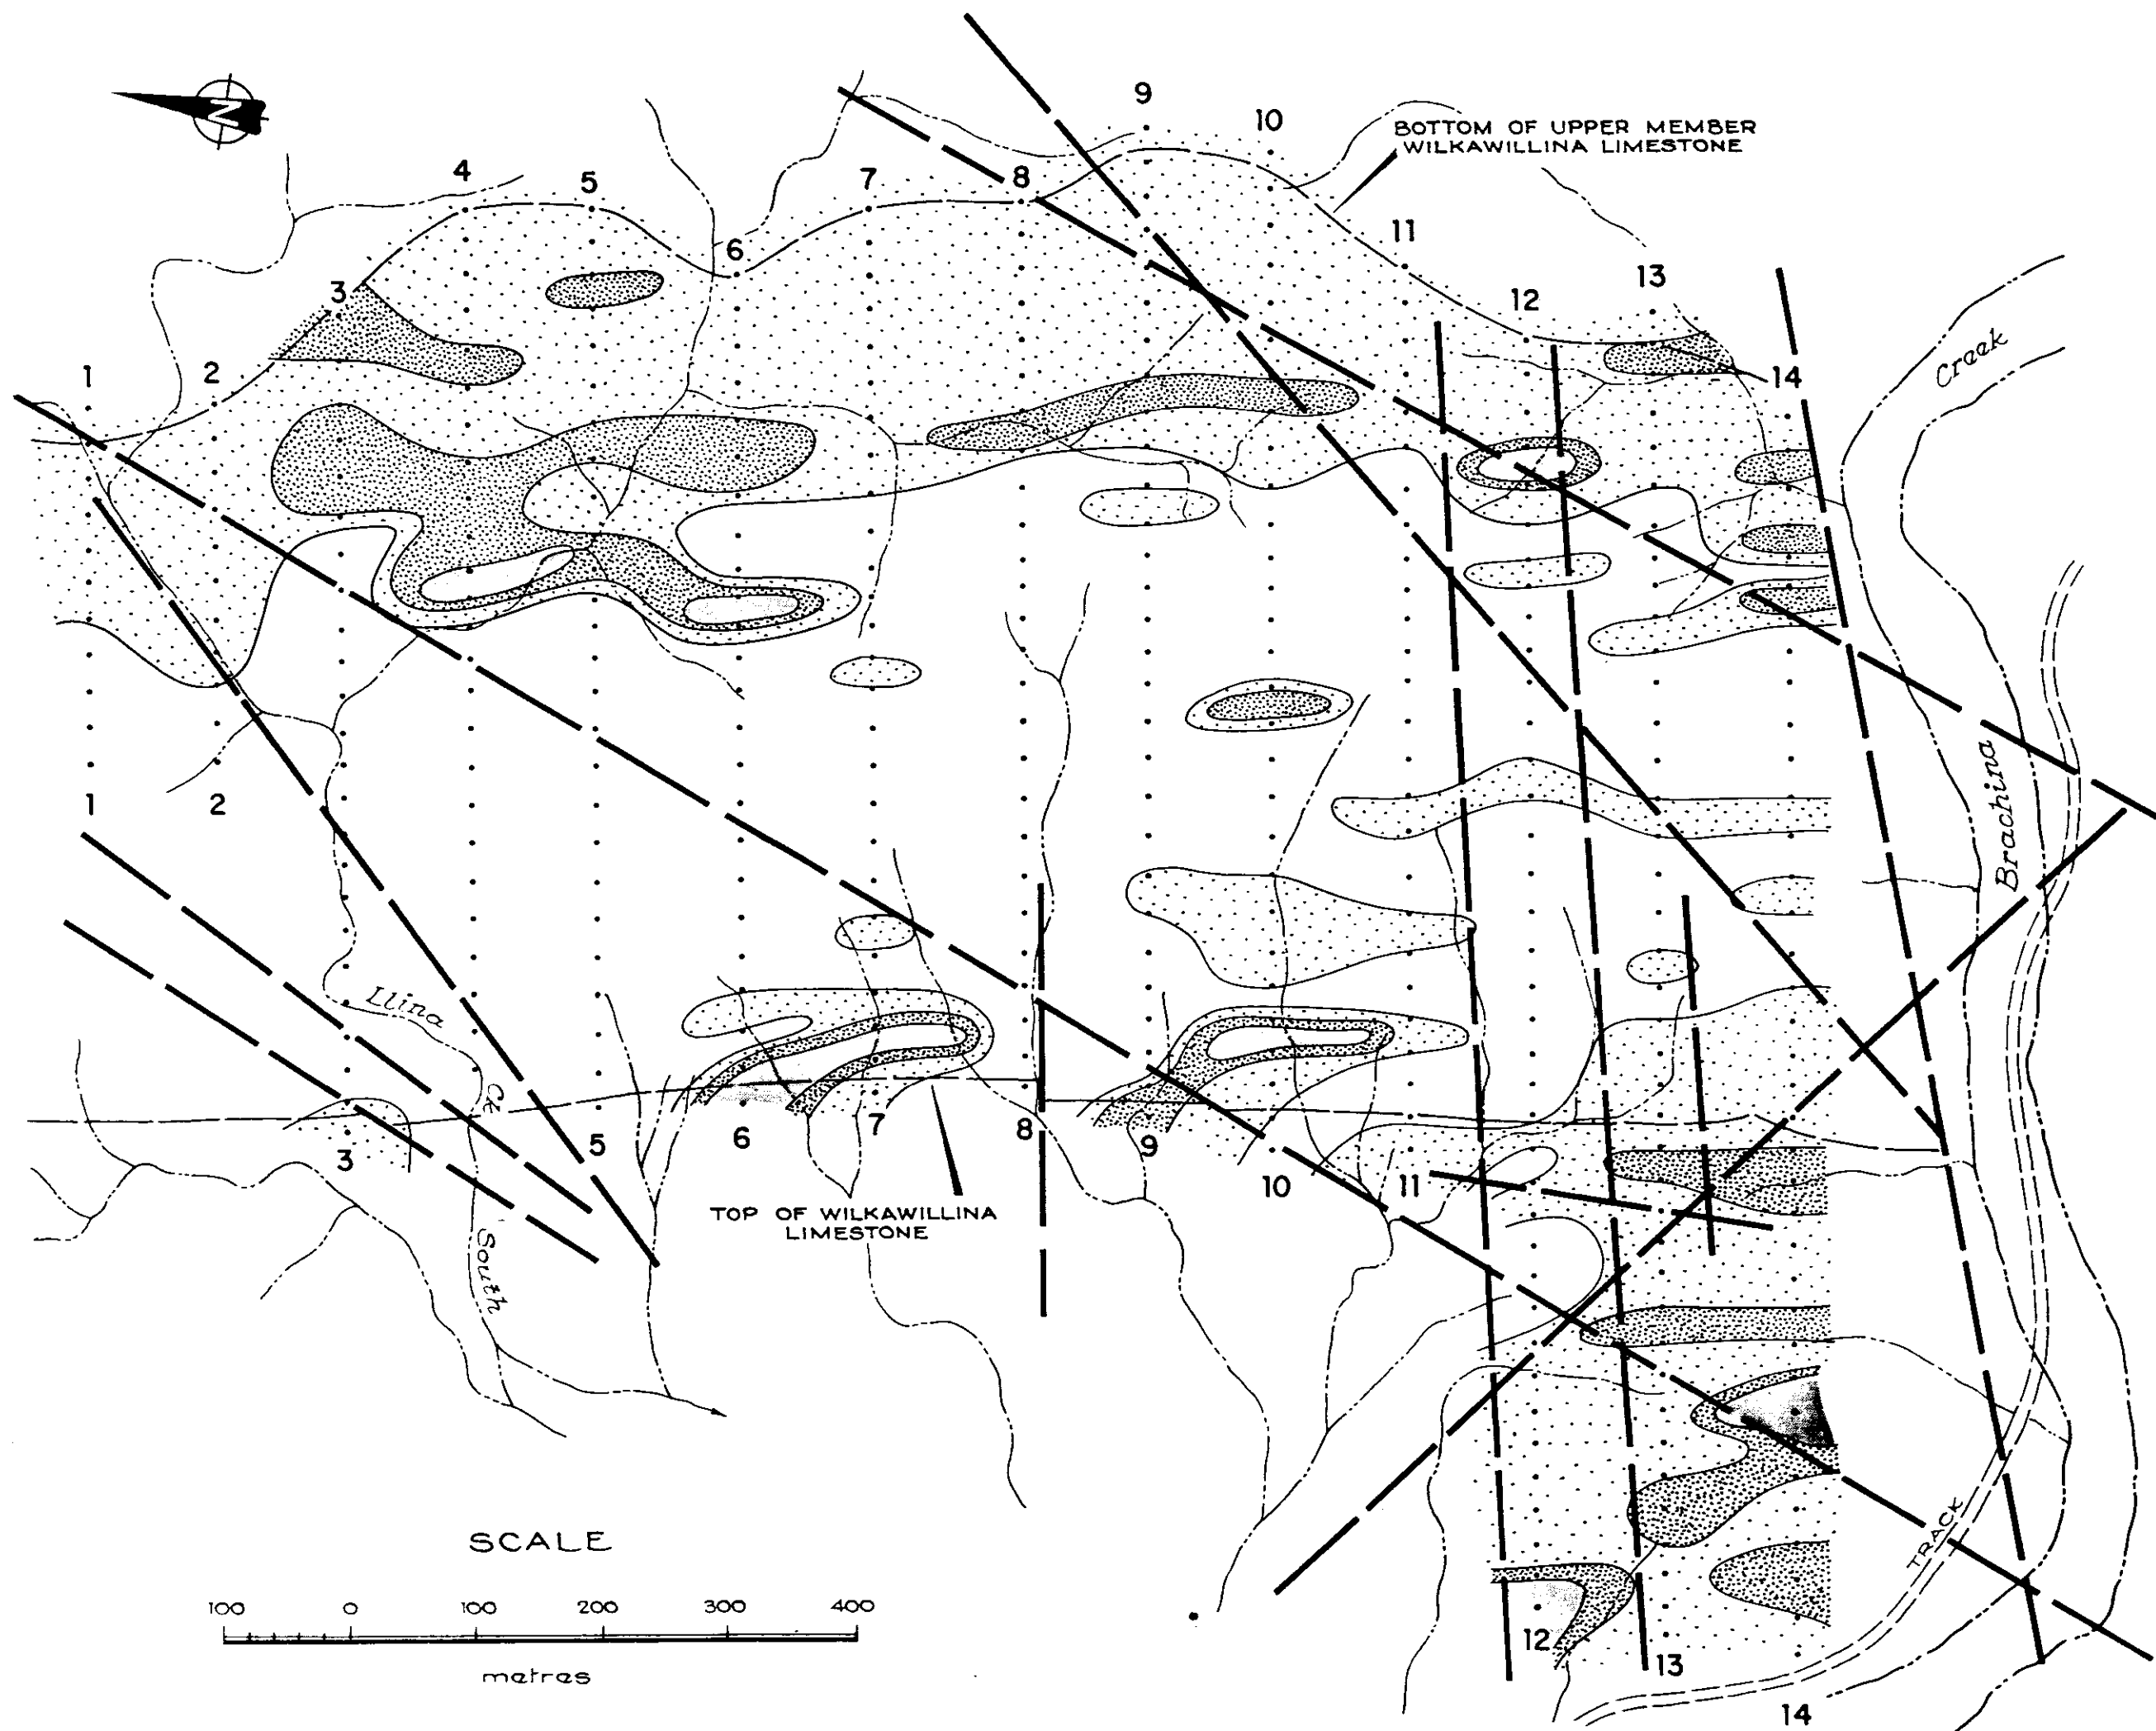 N
9
10
BOTTOM OF UPPER MEMBER
WILKAWILLINA LIMESTONE
4
5
7
8
6
11
3
13
12
1
2
14
Creek
1
2
Brachina
Llina
Ck
South
3
5
6
7
8
9
10
11
TOP OF WILKAWILLINA
LIMESTONE
SCALE
100 0 100 200 300 400
metres
TRACK
12
13
14